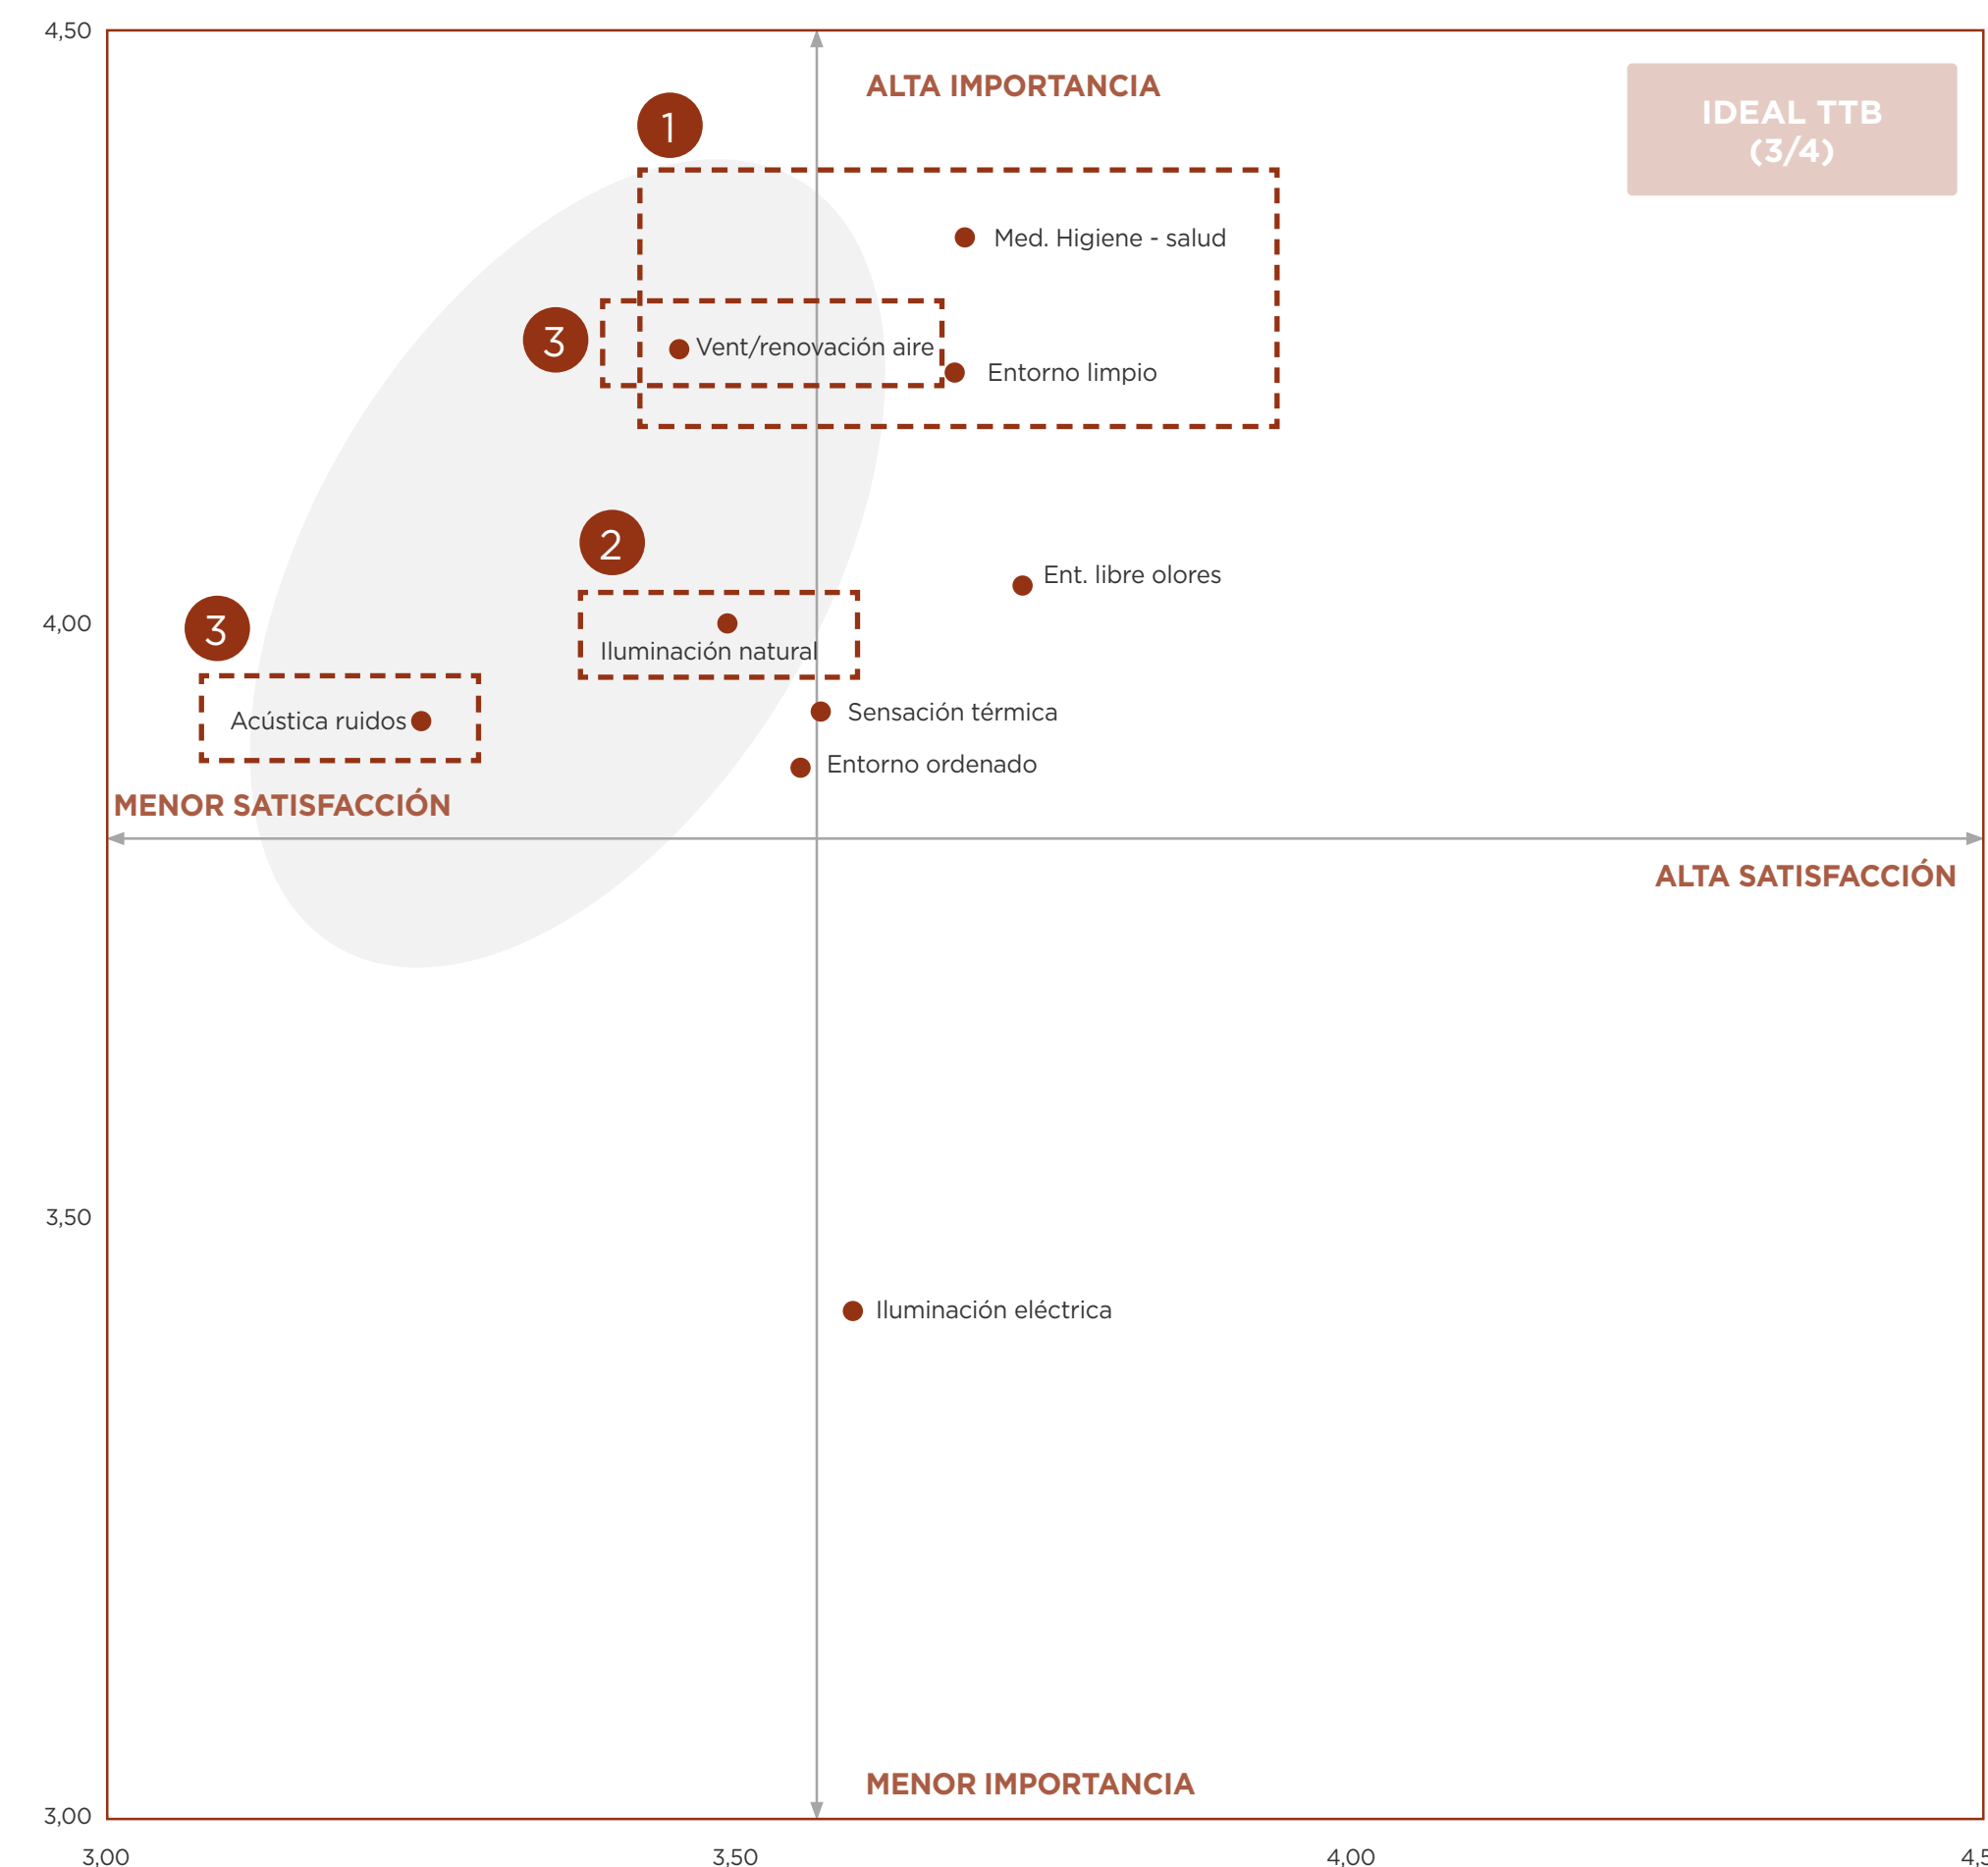 4,50
ALTA IMPORTANCIA
IDEAL TTB
(3/4)
1
Med. Higiene - salud
3
Vent/renovación aire
Entorno limpio
2
Ent. libre olores
4,00
3
Iluminación natural
Acústica ruidos
Sensación térmica
Entorno ordenado
MENOR SATISFACCIÓN
ALTA SATISFACCIÓN
3,50
Iluminación eléctrica
MENOR IMPORTANCIA
3,00
3,00
3,50
4,00